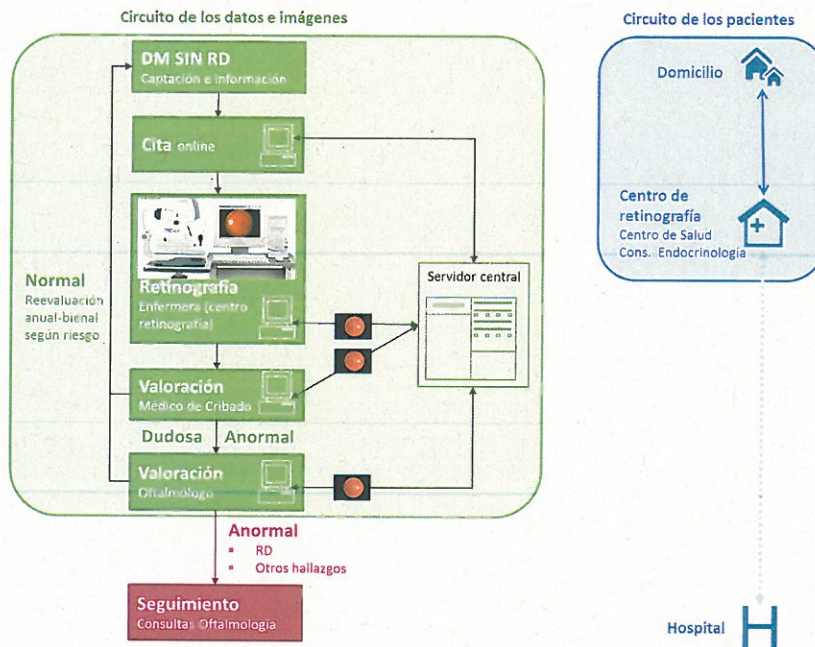 Circuito de los datos e imágenes
DM SIN RD
Captación e información
Cita online
Retinografía
Enfermera (centro
retinografía)
Normal
Reevaluación
anual-bienal
según riesgo
Servidor central
Valoración
Médico de Cribado
Dudosa
Anormal
Valoración
Oftalmólogo
Anormal
RD
Otros hallazgos
Seguimiento
Consultas Oftalmología
Circuito de los pacientes
Domicilio
Centro de
retinografía
Centro de Salud
Cons. Endocrinología
Hospital
H